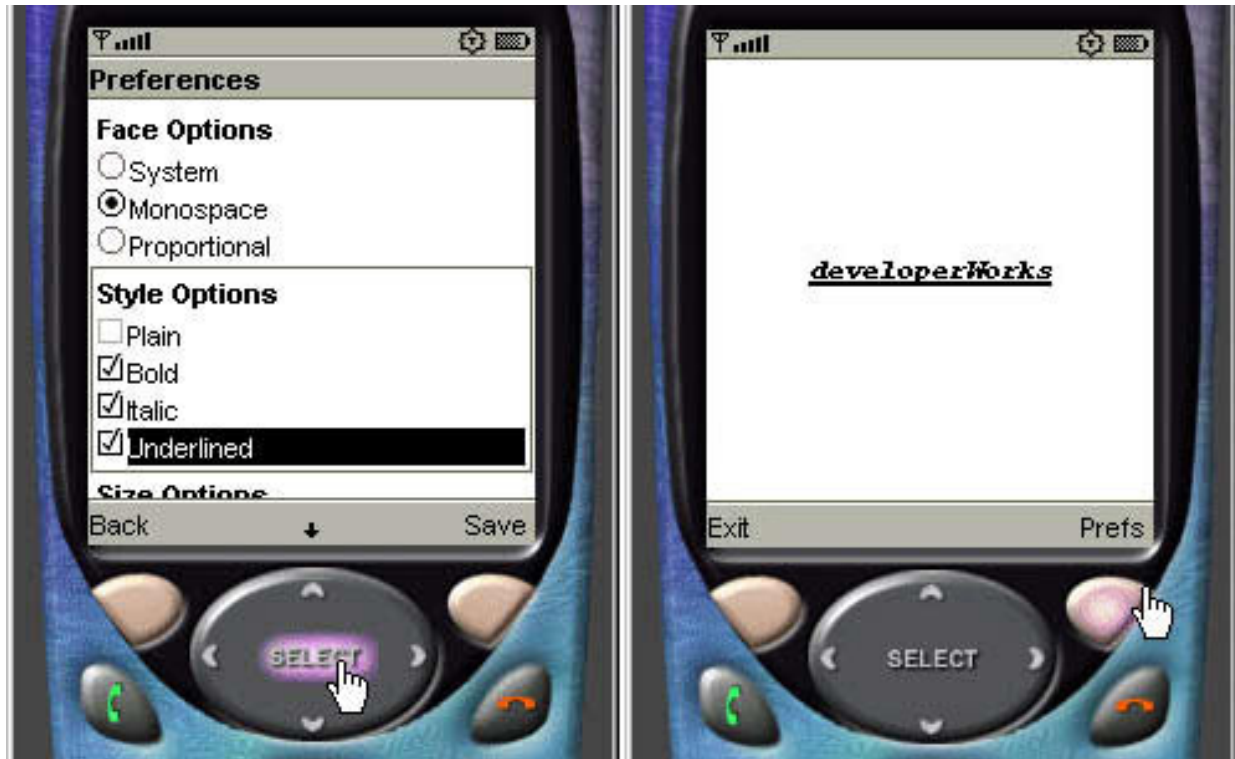 Preferences
Face Options
System
Monospace
Proportional
Style Options
Plain
Bold
Italic
Underlined
Size Options
Back
Save
SELECT
developerWorks
Exit
Prefs
SELECT